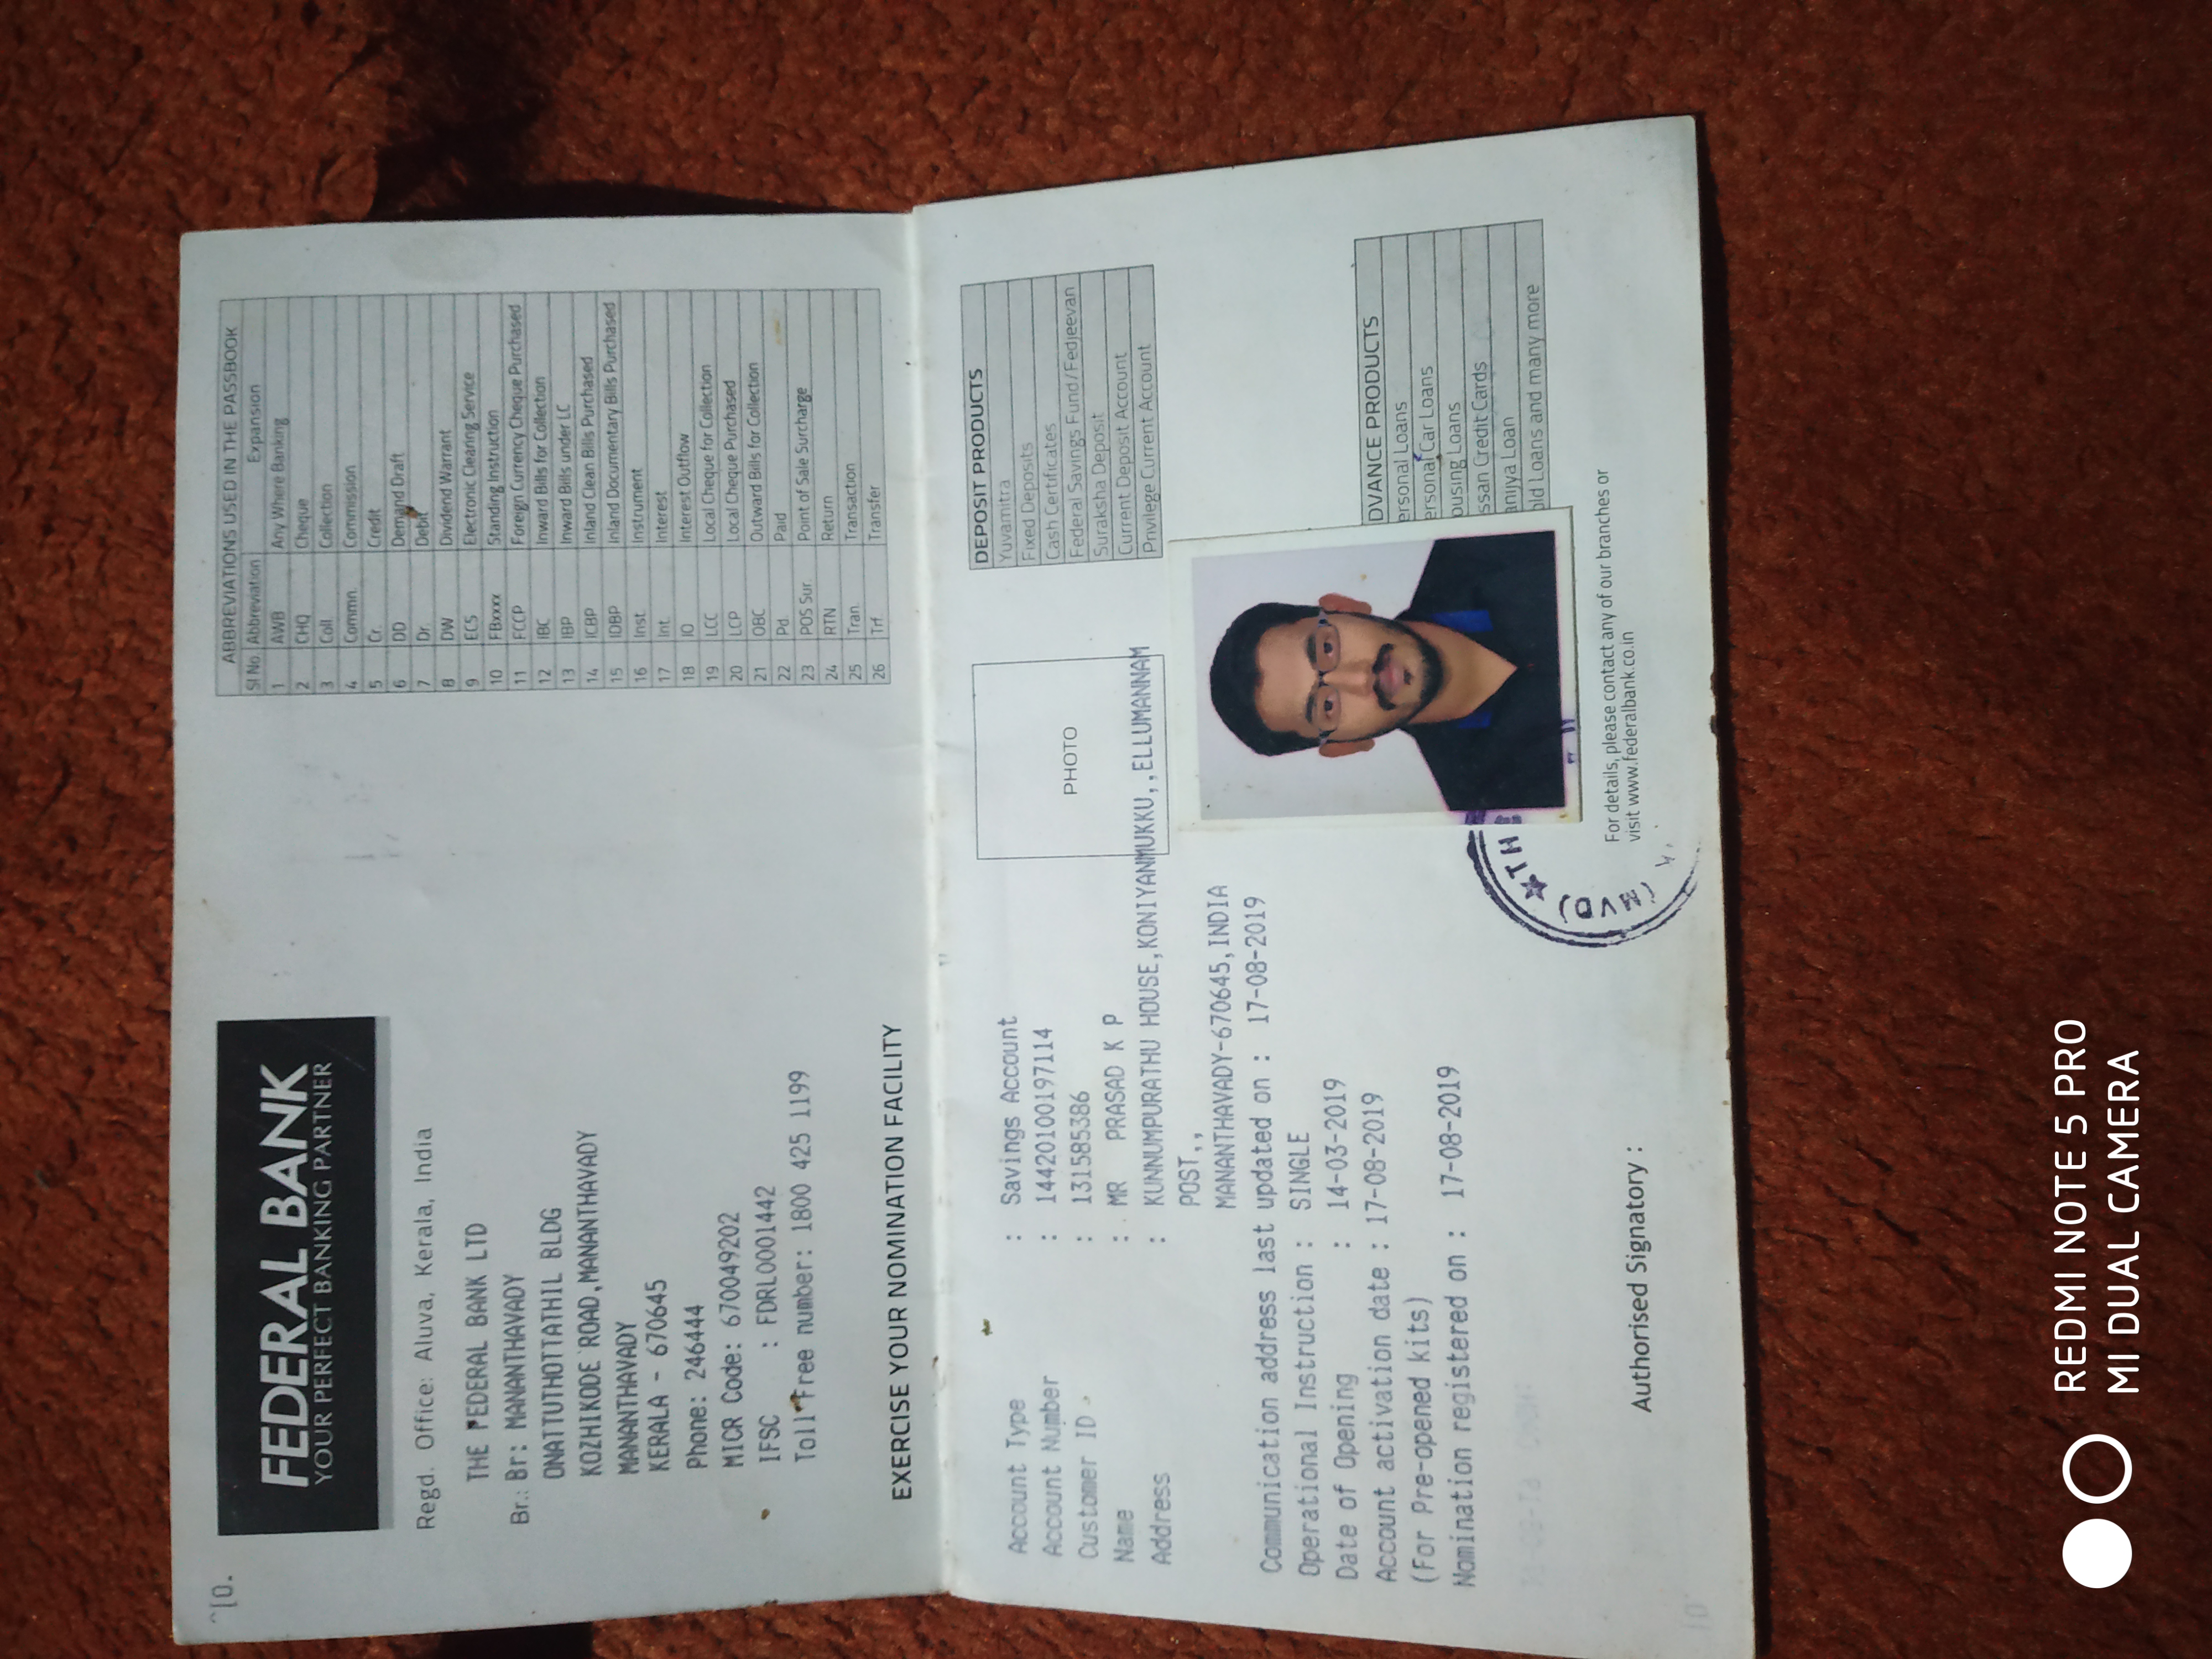 FEDERAL BANK
YOUR PERFECT BANKING PARTNER
Regd. Office: Aluva, Kerala, India
THE FEDERAL BANK LTD
Br.: Br: MANANTHAVADY
ONATTUTHOTTATHIL BLDG
KOZHIKODE ROAD,MANANTHAVADY
MANANTHAVADY
KERALA - 670645
Phone: 246444
MICR Code: 670049202
IFSC : FDRL0001442
Toll Free number: 1800 425 1199
EXERCISE YOUR NOMINATION FACILITY
ABBREVIATIONS USED IN THE PASSBOOK
Sl No. Abbreviation Expansion
1 AWB Any Where Banking
2 CHQ Cheque
3 Coll. Collection
4 Commn. Commission
5 Cr. Credit
6 DD Demand Draft
7 Dr. Debit
8 DW Dividend Warrant
9 ECS Electronic Clearing Service
10 FBxxxx Standing Instruction
11 FCCP Foreign Currency Cheque Purchased
12 IBC Inward Bills for Collection
13 IBP Inward Bills under LC
14 ICBP Inland Clean Bills Purchased
15 IDBP Inland Documentary Bills Purchased
16 Inst. Instrument
17 Int. Interest
18 IO Interest Outflow
19 LCC Local Cheque for Collection
20 LCP Local Cheque Purchased
21 OBC Outward Bills for Collection
22 Pd. Paid
23 POS Sur. Point of Sale Surcharge
24 RTN Return
25 Tran. Transaction
26 Trf. Transfer
Account Type : Savings Account
Account Number : 14420100197114
Customer ID : 131585386
Name : MR PRASAD K P
Address : KUNNUMPURATHU HOUSE,KONIYANMUKKU,,ELLUMANNAM
POST,,
MANANTHAVADY-670645,INDIA
Communication address last updated on : 17-08-2019
Operational Instruction : SINGLE
Date of Opening : 14-03-2019
Account activation date : 17-08-2019
(For Pre-opened kits)
Nomination registered on : 17-08-2019
Authorised Signatory :
PHOTO
DEPOSIT PRODUCTS
Yuvamitra
Fixed Deposits
Cash Certificates
Federal Savings Fund/Fedjeevan
Suraksha Deposit
Current Deposit Account
Privilege Current Account
DVANCE PRODUCTS
ersonal Loans
ersonal Car Loans
ousing Loans
ssan Credit Cards
anijya Loan
old Loans and many more
TH
(MVD)
For details, please contact any of our branches or
visit www.federalbank.co.in
REDMI NOTE 5 PRO
MI DUAL CAMERA